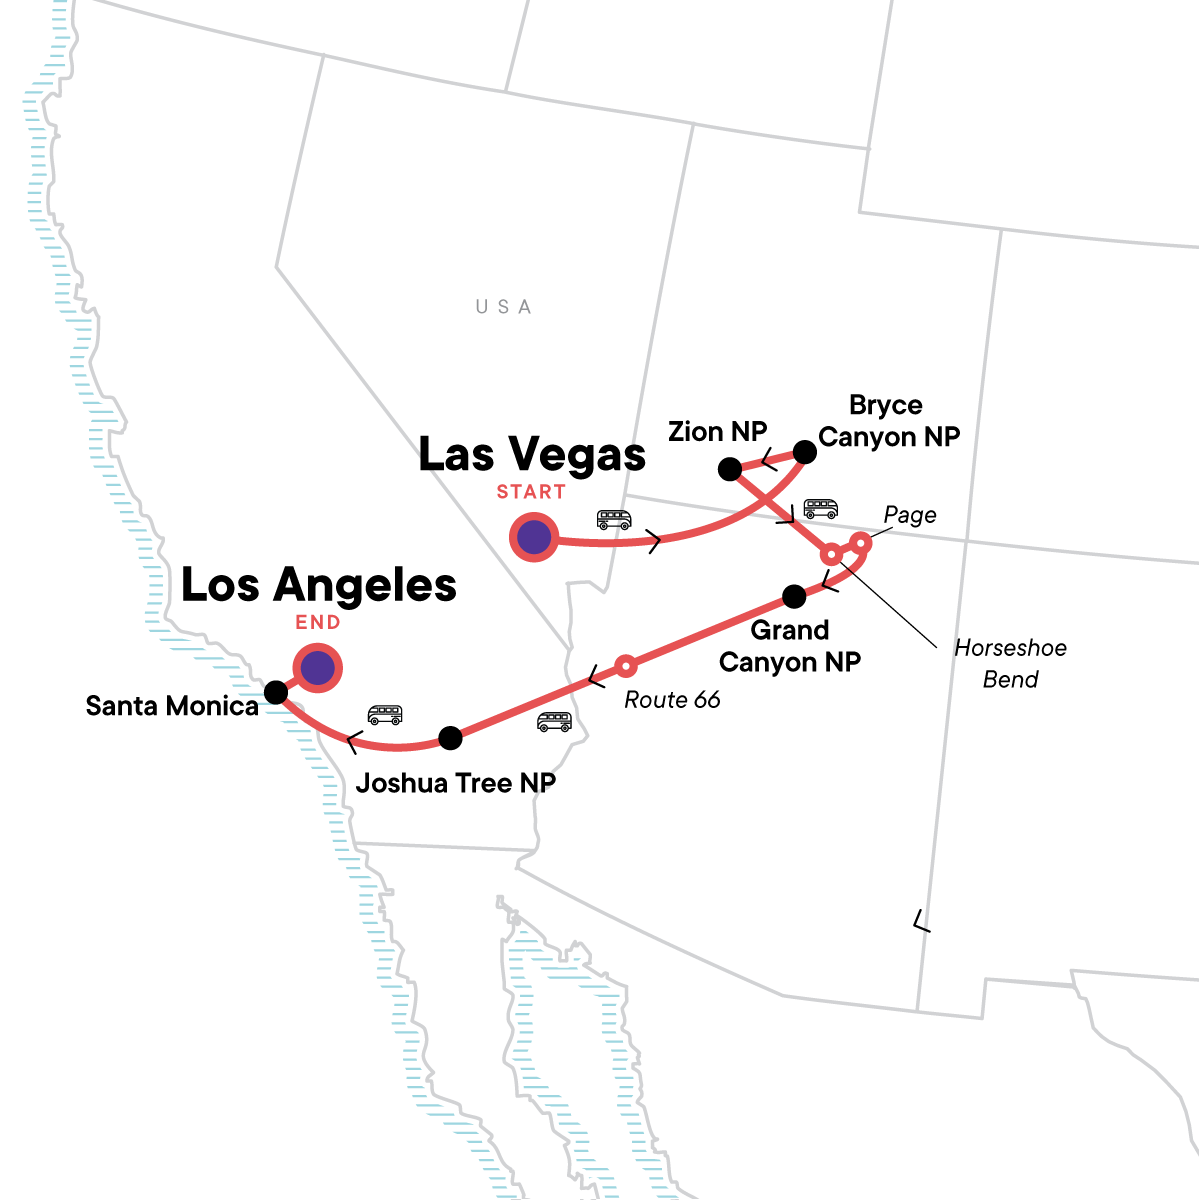 USA
Bryce
Canyon NP
Zion NP
Las Vegas
START
Page
Los Angeles
END
Grand
Canyon NP
Horseshoe
Bend
Santa Monica
Route 66
Joshua Tree NP